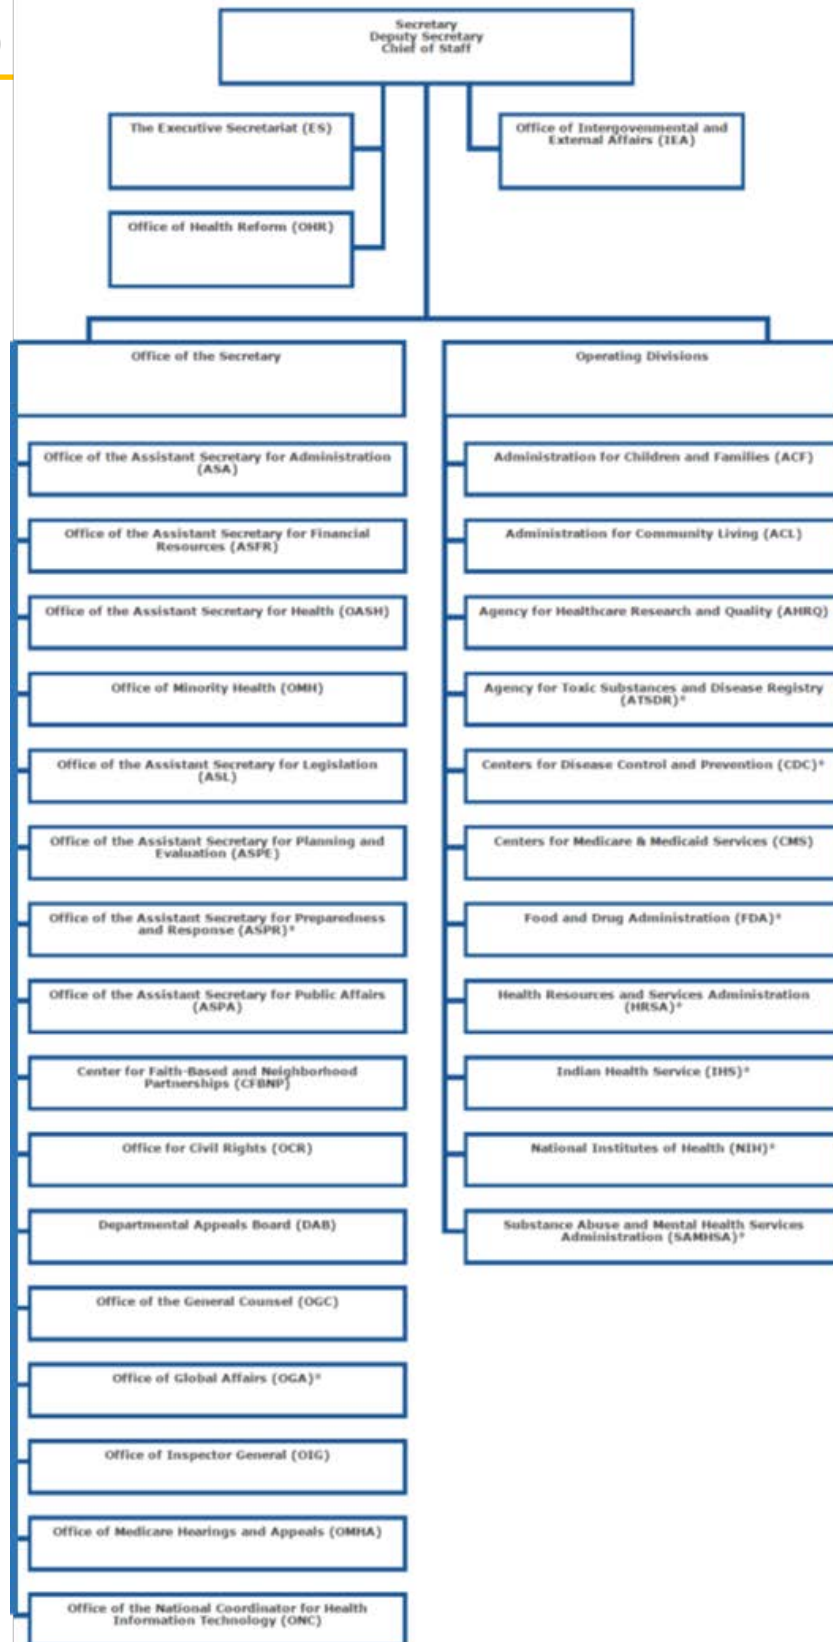 Secretary
Deputy Secretary
Chief of Staff
The Executive Secretariat (ES)
Office of Intergovenmental and
External Affairs (IEA)
Office of Health Reform (OHR)
Office of the Secretary
Office of the Assistant Secretary for Administration
(ASA)
Office of the Assistant Secretary for Financial
Resources (ASFR)
Office of the Assistant Secretary for Health (OASH)
Office of Minority Health (OMH)
Office of the Assistant Secretary for Legislation
(ASL)
Office of the Assistant Secretary for Planning and
Evaluation (ASPE)
Office of the Assistant Secretary for Preparedness
and Response (ASPR)*
Office of the Assistant Secretary for Public Affairs
(ASPA)
Center for Faith-Based and Neighborhood
Partnerships (CFBNP)
Office for Civil Rights (OCR)
Departmental Appeals Board (DAB)
Office of the General Counsel (OGC)
Office of Global Affairs (OGA)*
Office of Inspector General (OIG)
Office of Medicare Hearings and Appeals (OMHA)
Office of the National Coordinator for Health
Information Technology (ONC)
Operating Divisions
Administration for Children and Families (ACF)
Administration for Community Living (ACL)
Agency for Healthcare Research and Quality (AHRQ)
Agency for Toxic Substances and Disease Registry
(ATSDR)*
Centers for Disease Control and Prevention (CDC)*
Centers for Medicare & Medicaid Services (CMS)
Food and Drug Administration (FDA)*
Health Resources and Services Administration
(HRSA)*
Indian Health Service (IHS)*
National Institutes of Health (NIH)*
Substance Abuse and Mental Health Services
Administration (SAMHSA)*